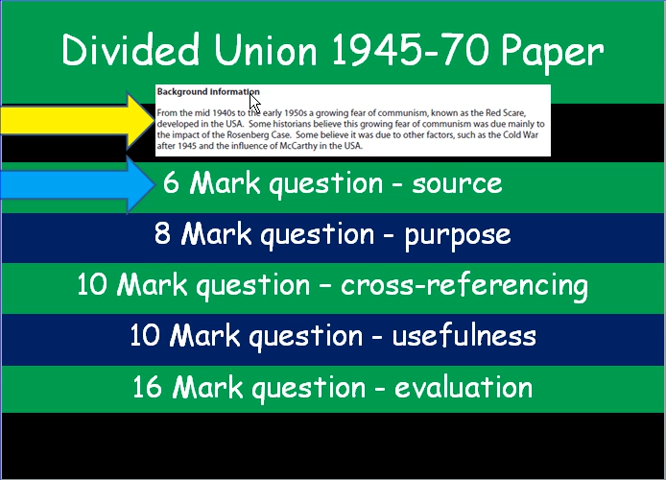 Divided Union 1945-70 Paper
Background information
From the mid 1940s to the early 1950s a growing fear of communism, known as the Red Scare,
developed in the USA. Some historians believe this growing fear of communism was due mainly to
the impact of the Rosenberg Case. Some believe it was due to other factors, such as the Cold War
after 1945 and the influence of McCarthy in the USA.
6 Mark question - source
8 Mark question - purpose
10 Mark question – cross-referencing
10 Mark question - usefulness
16 Mark question - evaluation